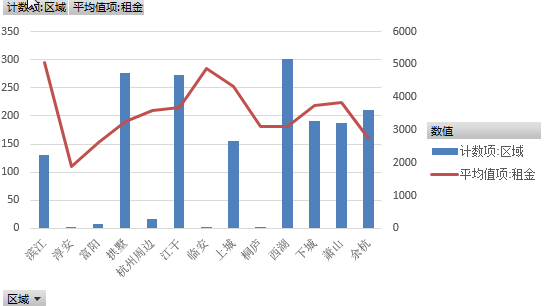 计数项:区域 平均值项:租金
350 6000
300 5000
250 4000
200
150 3000
100 2000
50 1000
0 0
滨江 淳安 富阳 拱墅 杭州周边 江干 临安 上城 桐庐 西湖 下城 萧山 余杭
数值
计数项:区域
平均值项:租金
区域